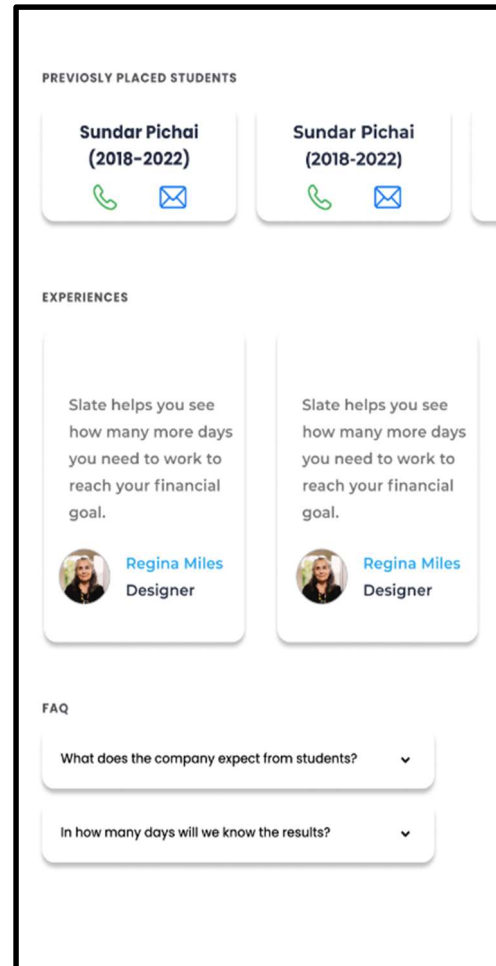 PREVIOSLY PLACED STUDENTS
Sundar Pichai
(2018-2022)
Sundar Pichai
(2018-2022)
EXPERIENCES
Slate helps you see
how many more days
you need to work to
reach your financial
goal.
Regina Miles
Designer
Slate helps you see
how many more days
you need to work to
reach your financial
goal.
Regina Miles
Designer
FAQ
What does the company expect from students?
In how many days will we know the results?